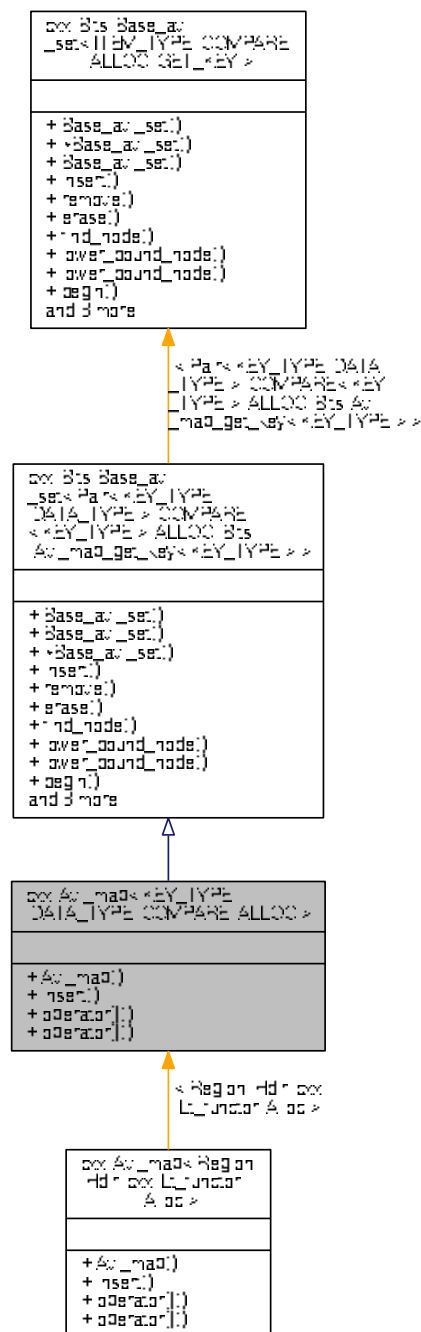 cxx::Bits::Base_avl
_set< ITEM_TYPE, COMPARE,
ALLOC, GET_KEY >
+ Base_avl_set()
+ ~Base_avl_set()
+ Base_avl_set()
+ insert()
+ remove()
+ erase()
+ find_node()
+ lower_bound_node()
+ lower_bound_node()
+ begin()
and 8 more...
< Pair< KEY_TYPE, DATA
_TYPE >, COMPARE< KEY
_TYPE >, ALLOC, Bits::Avl
_map_get_key< KEY_TYPE > >
cxx::Bits::Base_avl
_set< Pair< KEY_TYPE,
DATA_TYPE >, COMPARE
< KEY_TYPE >, ALLOC, Bits
::Avl_map_get_key< KEY_TYPE > >
+ Base_avl_set()
+ Base_avl_set()
+ ~Base_avl_set()
+ insert()
+ remove()
+ erase()
+ find_node()
+ lower_bound_node()
+ lower_bound_node()
+ begin()
and 8 more...
cxx::Avl_map< KEY_TYPE,
DATA_TYPE, COMPARE, ALLOC >
+ Avl_map()
+ insert()
+ operator[]()
+ operator[]()
< Region, Hdlr, cxx
::Lt_functor, Alloc >
cxx::Avl_map< Region,
Hdlr, cxx::Lt_functor,
Alloc >
+ Avl_map()
+ insert()
+ operator[]()
+ operator[]()